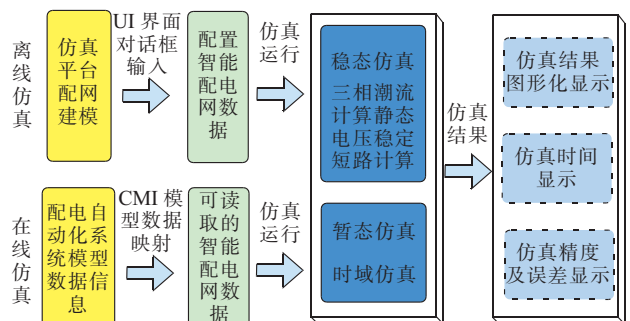 离
线
仿
真
仿真
平台
配网
建模
UI 界面
对话框
输入
配置
智能
配电
网数
据
仿真
运行
稳态仿真
三相潮流
计算静态
电压稳定
短路计算
仿真
结果
仿真结果
图形化显示
仿真时间
显示
仿真精度
及误差显示
在
线
仿
真
配电自
动化系
统模型
数据信
息
CMI 模
型数据
映射
可读
取的
智能
配电
网数
据
仿真
运行
暂态仿真
时域仿真